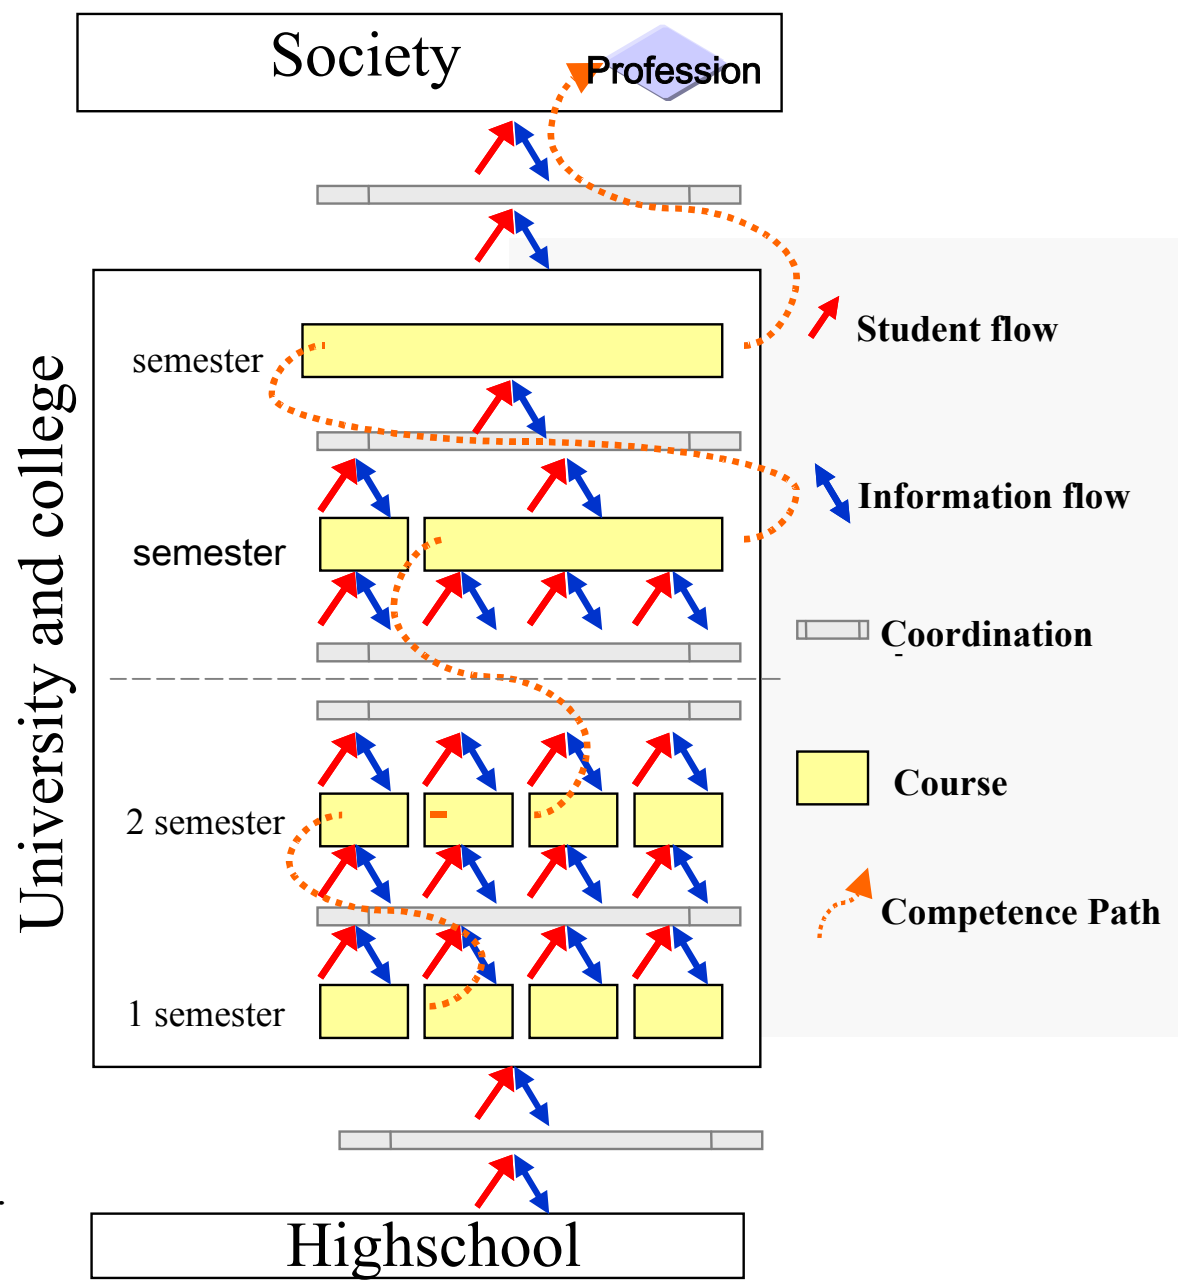 Society
Profession
Student flow
semester
Information flow
semester
Coordination
Course
2 semester
Competence Path
1 semester
University and college
Highschool